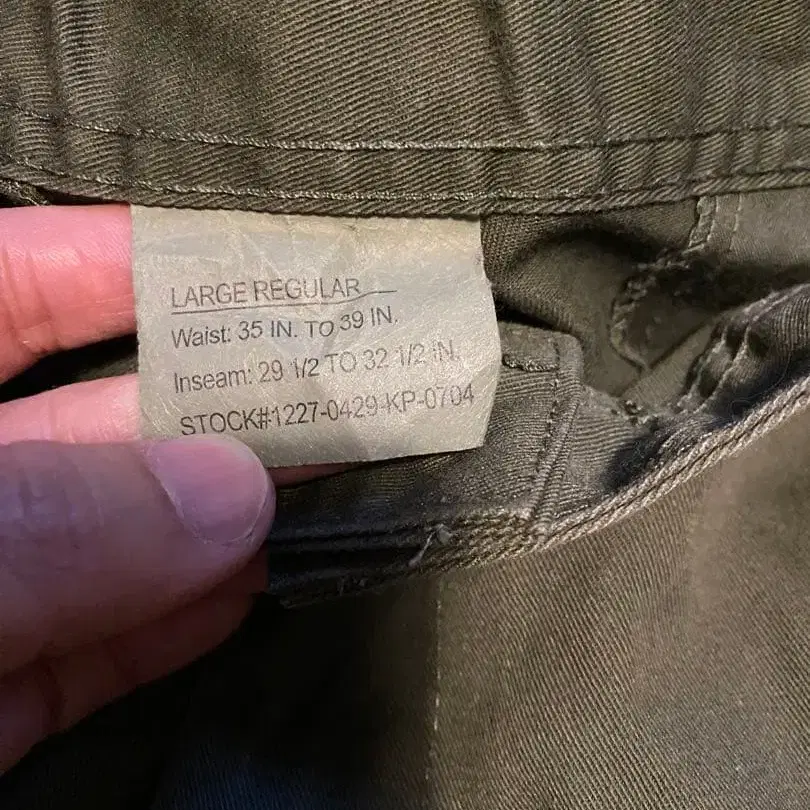 LARGE REGULAR
Waist: 35 IN. TO 39 IN.
Inseam: 29 1/2 TO 32 1/2 IN.
STOCK#1227-0429-KP-0704